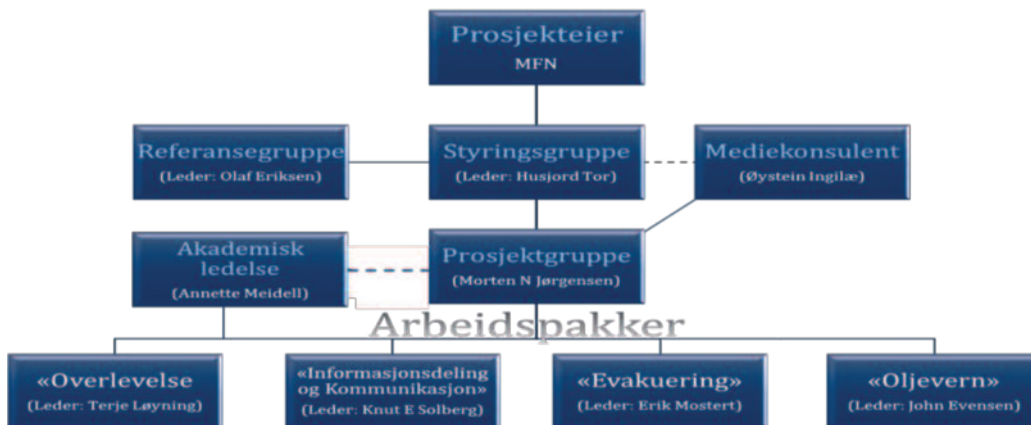 Prosjekteier
MFN
Referansegruppe
(Leder: Olaf Eriksen)
Styringsgruppe
(Leder: Husjord Tor)
Mediekonsulent
(Øystein Ingilæ)
Akademisk
ledelse
(Annette Meidell)
Prosjektgruppe
(Morten N Jørgensen)
Arbeidspakker
«Overlevelse
(Leder: Terje Løyning)
«Informasjonsdeling
og Kommunikasjon»
(Leder: Knut E Solberg)
«Evakuering»
(Leder: Erik Mostert)
«Oljevern»
(Leder: John Evensen)